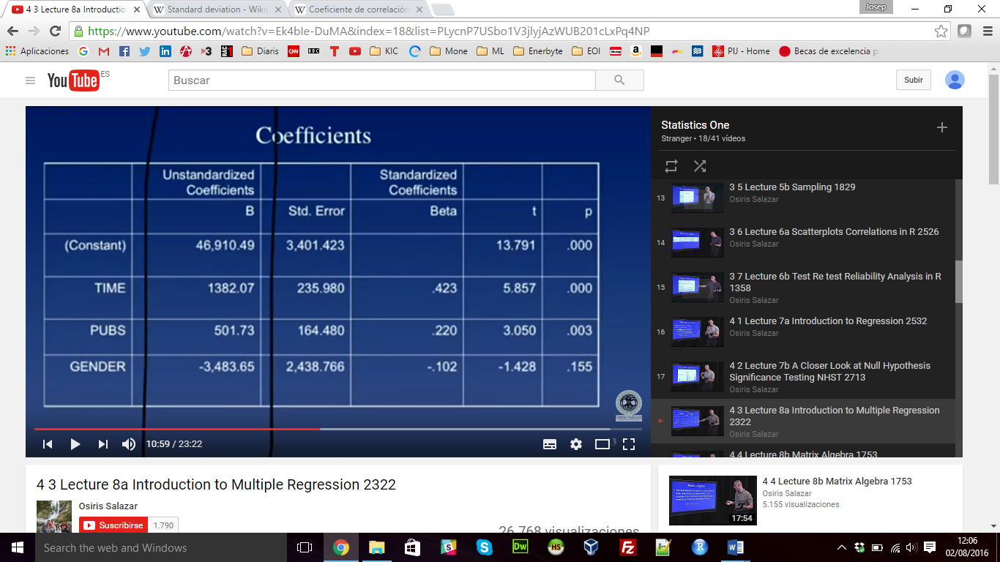 4 3 Lecture 8a Introductio
Standard deviation - Wiki
Coeficiente de correlación
Josep
https://www.youtube.com/watch?v=Ek4bIe-DuMA&index=18&list=PLycnP7USbo1V3jlyjAzWUB201cLxPq4NP
Aplicaciones
Diaris
KIC
Mone
ML
Enerbyte
EOI
PIJ - Home
Becas de excelencia p
YouTube ES
Buscar
Subir
Coefficients
Unstandardized Coefficients Standardized Coefficients
B Std. Error Beta t p
(Constant) 46,910.49 3,401.423 13.791 .000
TIME 1382.07 235.980 .423 5.857 .000
PUBS 501.73 164.480 .220 3.050 .003
GENDER -3,483.65 2,438.766 -.102 -1.428 .155
Osiris Salazar
10:59 / 23:22
Statistics One
Stranger • 18/41 vídeos
13 3 5 Lecture 5b Sampling 1829
Osiris Salazar
14 3 6 Lecture 6a Scatterplots Correlations in R 2526
Osiris Salazar
15 3 7 Lecture 6b Test Re test Reliability Analysis in R
1358
Osiris Salazar
16 4 1 Lecture 7a Introduction to Regression 2532
Osiris Salazar
17 4 2 Lecture 7b A Closer Look at Null Hypothesis
Significance Testing NHST 2713
Osiris Salazar
4 3 Lecture 8a Introduction to Multiple Regression
2322
Osiris Salazar
4 4 Lecture 8b Matrix Algebra 1753
4 3 Lecture 8a Introduction to Multiple Regression 2322
Osiris Salazar
Suscribirse 1.790
26.768 visualizaciones
4 4 Lecture 8b Matrix Algebra 1753
Osiris Salazar
5.155 visualizaciones
Matrix Algebra
17:54
Search the web and Windows
12:06
02/08/2016